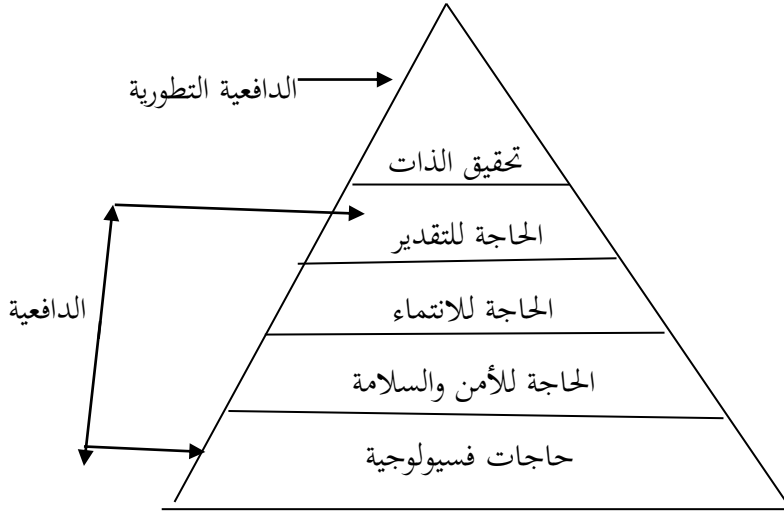 الدافعية التطورية
تحقيق الذات
الحاجة للتقدير
الحاجة للانتماء
الدافعية
الحاجة للأمن والسلامة
حاجات فسيولوجية